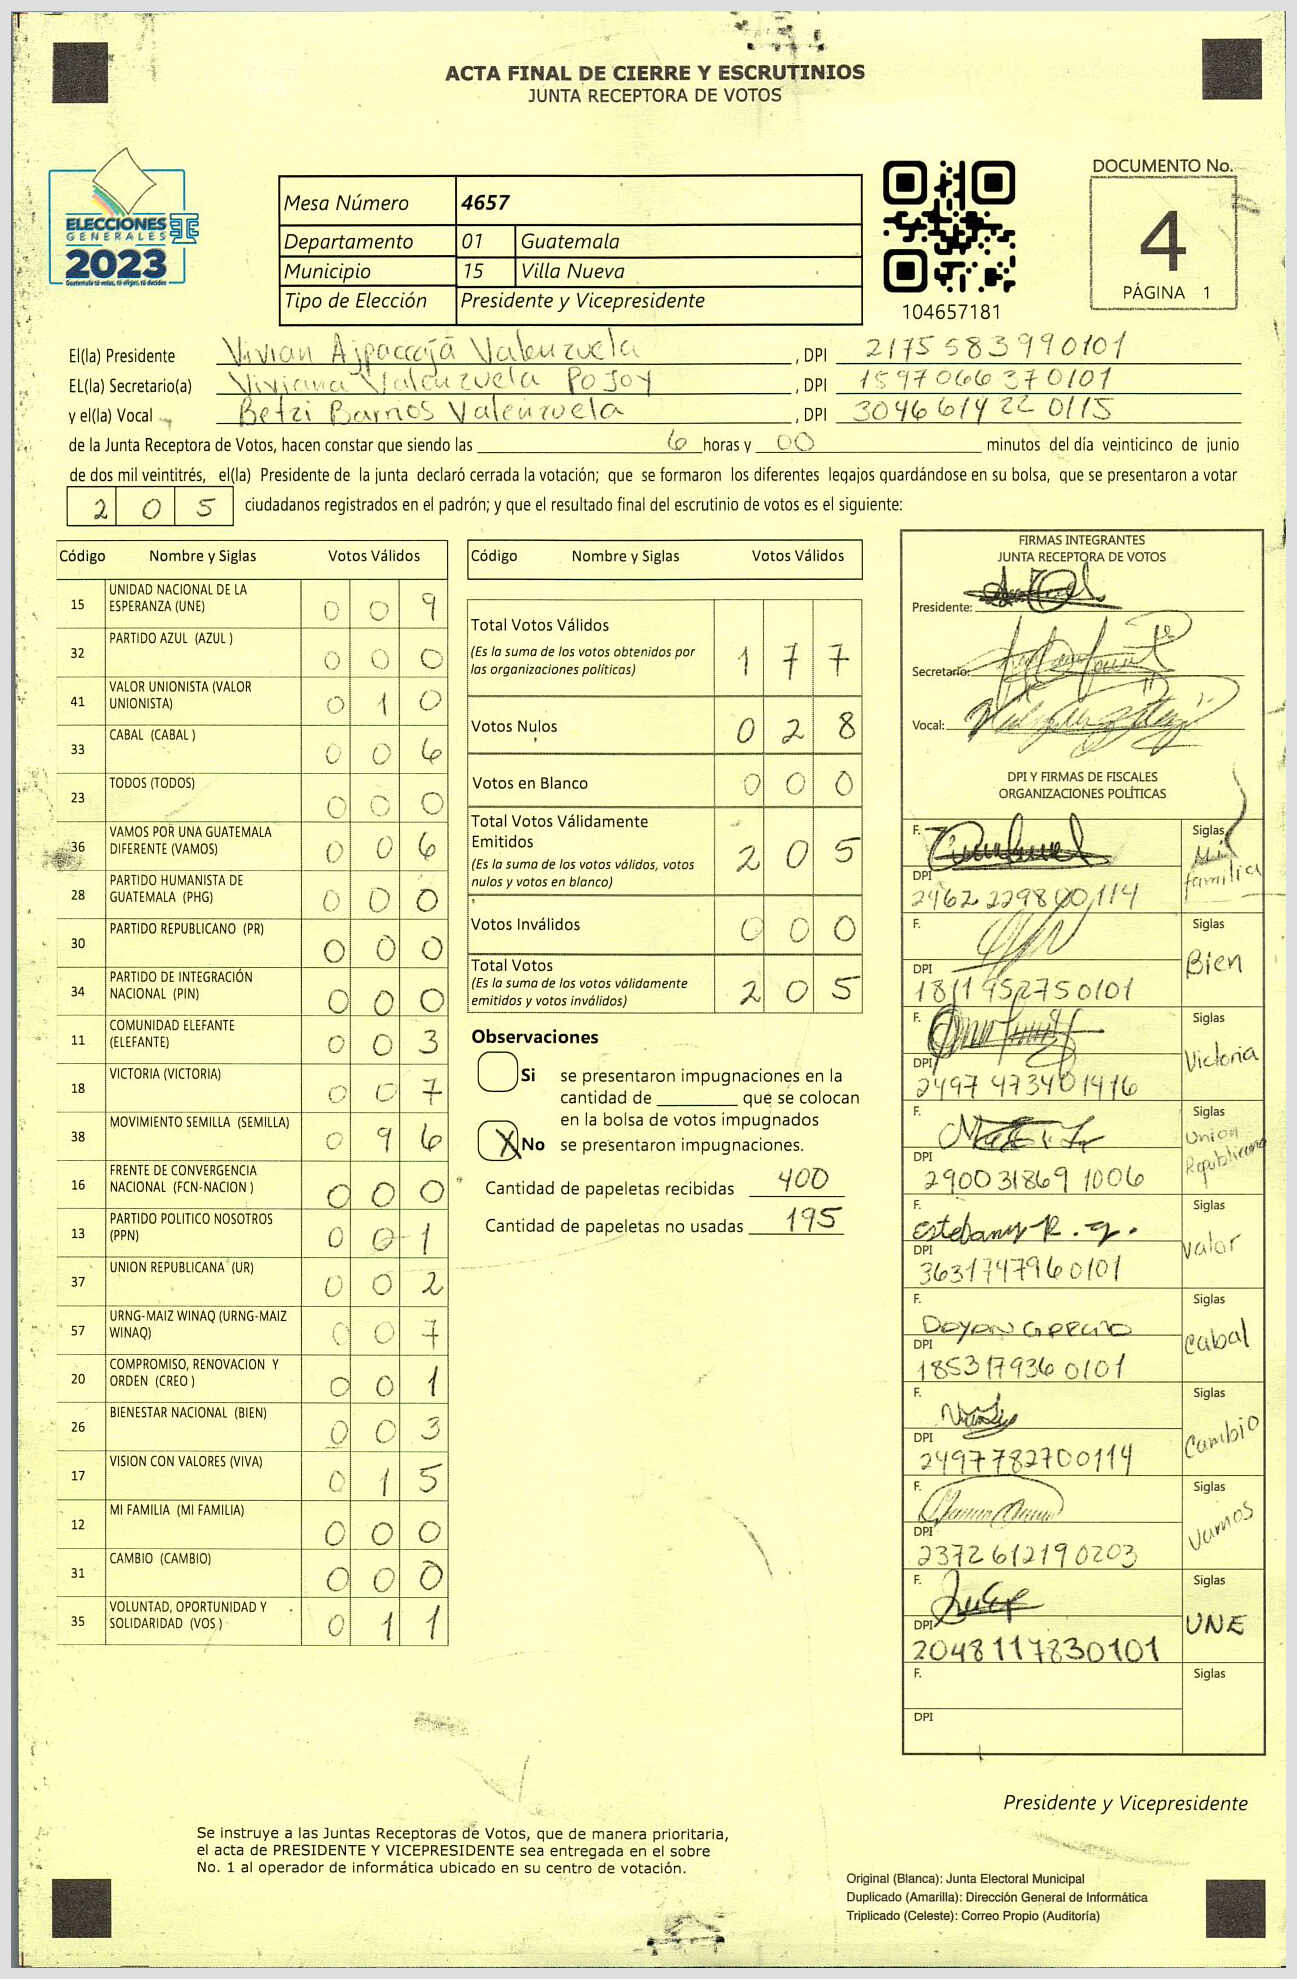 ACTA FINAL DE CIERRE Y ESCRUTINIOS
JUNTA RECEPTORA DE VOTOS
ELECCIONES
GENERALES
2023
Guatemala tú votas, tú eliges, tú decides
Mesa Número 4657
Departamento 01 Guatemala
Municipio 15 Villa Nueva
Tipo de Elección Presidente y Vicepresidente
104657181
DOCUMENTO No.
4
PÁGINA 1
El(la) Presidente Vivian Ajpacajá Valenzuela, DPI 2175583990101
EL(la) Secretario(a) Viviana Valenzuela Pojoy, DPI 1597066370101
y el(la) Vocal Betzi Barrios Valenzuela, DPI 3046614220115
de la Junta Receptora de Votos, hacen constar que siendo las 6 horas y 00 minutos del día veinticinco de junio
de dos mil veintitrés, el(la) Presidente de la junta declaró cerrada la votación; que se formaron los diferentes legajos quardándose en su bolsa, que se presentaron a votar
205 ciudadanos registrados en el padrón; y que el resultado final del escrutinio de votos es el siguiente:
Código Nombre y Siglas Votos Válidos
15 UNIDAD NACIONAL DE LA ESPERANZA (UNE) 0 0 9
32 PARTIDO AZUL (AZUL ) 0 0 0
41 VALOR UNIONISTA (VALOR UNIONISTA) 0 1 0
33 CABAL (CABAL ) 0 0 6
23 TODOS (TODOS) 0 0 0
36 VAMOS POR UNA GUATEMALA DIFERENTE (VAMOS) 0 0 6
28 PARTIDO HUMANISTA DE GUATEMALA (PHG) 0 0 0
30 PARTIDO REPUBLICANO (PR) 0 0 0
34 PARTIDO DE INTEGRACIÓN NACIONAL (PIN) 0 0 0
11 COMUNIDAD ELEFANTE (ELEFANTE) 0 0 3
18 VICTORIA (VICTORIA) 0 0 7
38 MOVIMIENTO SEMILLA (SEMILLA) 0 9 6
16 FRENTE DE CONVERGENCIA NACIONAL (FCN-NACION ) 0 0 0
13 PARTIDO POLITICO NOSOTROS (PPN) 0 0 1
37 UNION REPUBLICANA (UR) 0 0 2
57 URNG-MAIZ WINAQ (URNG-MAIZ WINAQ) 0 0 7
20 COMPROMISO, RENOVACION Y ORDEN (CREO ) 0 0 1
26 BIENESTAR NACIONAL (BIEN) 0 0 3
17 VISION CON VALORES (VIVA) 0 1 5
12 MI FAMILIA (MI FAMILIA) 0 0 0
31 CAMBIO (CAMBIO) 0 0 0
35 VOLUNTAD, OPORTUNIDAD Y SOLIDARIDAD (VOS ) 0 1 1
Código Nombre y Siglas Votos Válidos
Total Votos Válidos 1 7 7
(Es la suma de los votos obtenidos por
las organizaciones políticas)
Votos Nulos 0 2 8
Votos en Blanco 0 0 0
Total Votos Válidamente
Emitidos 2 0 5
(Es la suma de los votos válidos, votos
nulos y votos en blanco)
Votos Inválidos 0 0 0
Total Votos 2 0 5
(Es la suma de los votos válidamente
emitidos y votos inválidos)
Observaciones
Si se presentaron impugnaciones en la
cantidad de ________ que se colocan
en la bolsa de votos impugnados
X No se presentaron impugnaciones.
Cantidad de papeletas recibidas 400
Cantidad de papeletas no usadas 195
FIRMAS INTEGRANTES
JUNTA RECEPTORA DE VOTOS
Presidente:
Secretario:
Vocal:
DPI Y FIRMAS DE FISCALES
ORGANIZACIONES POLÍTICAS
F. Siglas
familia
DPI
2462229800114
F. Siglas
Bien
DPI
1811952750101
F. Siglas
Victoria
DPI
2497473401416
F. Siglas
Union
Republicana
DPI
2900318691006
F. Siglas
Estebany R.
valor
DPI
3631747960101
F. Siglas
Cabal
DPI
1853179360101
F. Siglas
Cambio
DPI
2497782700114
F. Siglas
Vamos
DPI
2372612190203
F. Siglas
UNE
DPI
2048117830101
F. Siglas
DPI
Presidente y Vicepresidente
Se instruye a las Juntas Receptoras de Votos, que de manera prioritaria,
el acta de PRESIDENTE Y VICEPRESIDENTE sea entregada en el sobre
No. 1 al operador de informática ubicado en su centro de votación.
Original (Blanca): Junta Electoral Municipal
Duplicado (Amarilla): Dirección General de Informática
Triplicado (Celeste): Correo Propio (Auditoría)